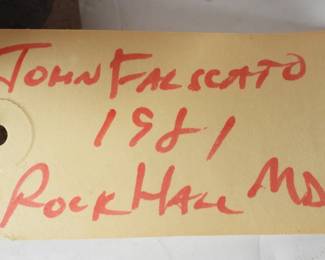 JOHN FALSCATO
1981
ROCK HALL MD